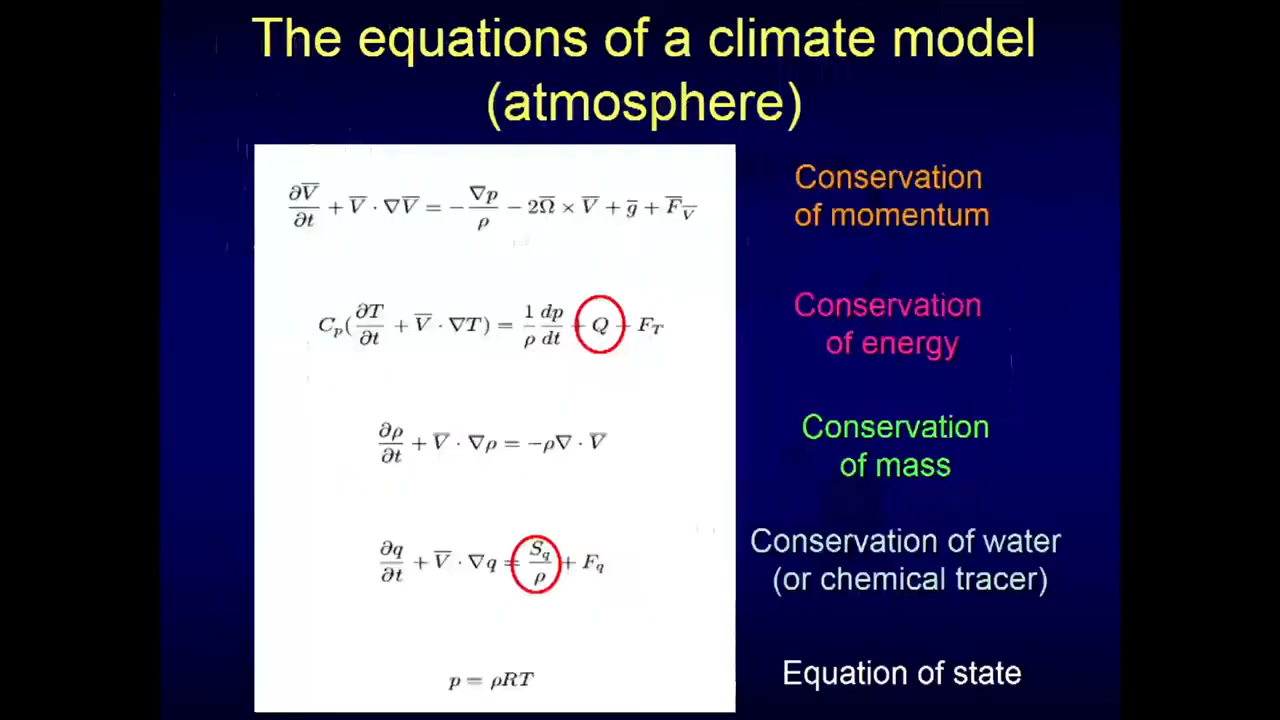 The equations of a climate model
(atmosphere)
∂V̅/∂t + V̅ · ∇V̅ = −∇p/ρ − 2Ω̅ × V̅ + g̅ + F̅_V̅
Conservation
of momentum
C_p(∂T/∂t + V̅ · ∇T) = 1/ρ dp/dt + Q + F_T
Conservation
of energy
∂ρ/∂t + V̅ · ∇ρ = −ρ∇ · V̅
Conservation
of mass
∂q/∂t + V̅ · ∇q = S_q/ρ + F_q
Conservation of water
(or chemical tracer)
p = ρRT
Equation of state